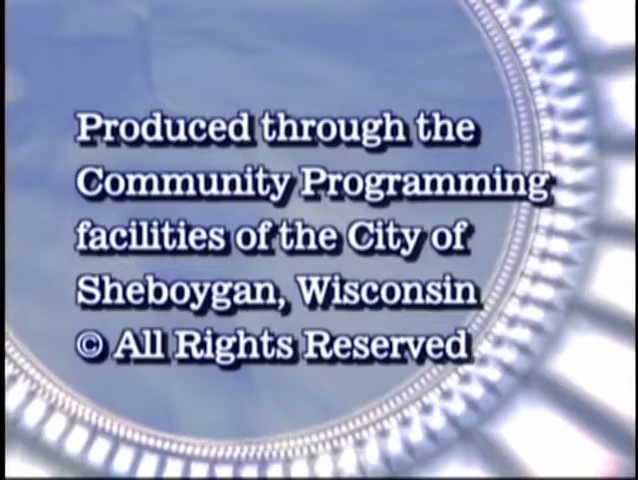 Produced through the
Community Programming
facilities of the City of
Sheboygan, Wisconsin
© All Rights Reserved